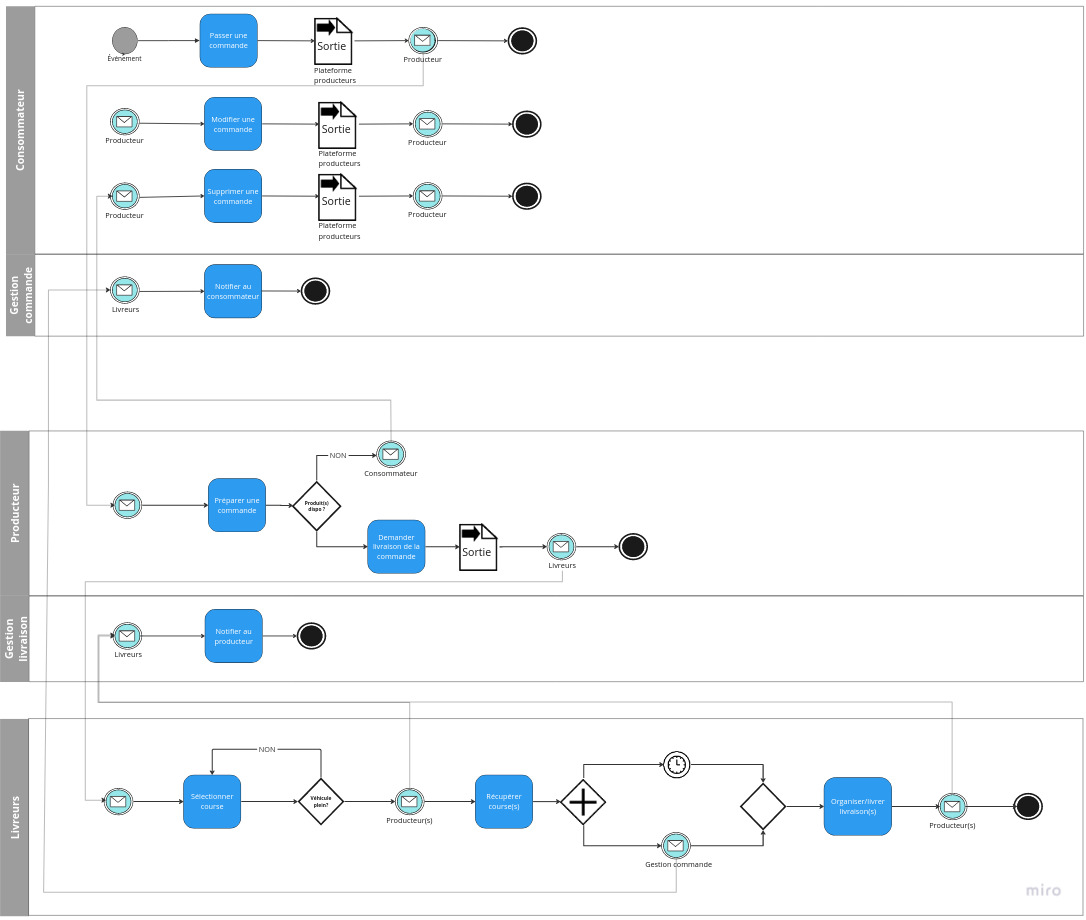 Consommateur
Évènement
Passer une
commande
Sortie
Plateforme
producteurs
Producteur
Producteur
Modifier une
commande
Sortie
Plateforme
producteurs
Producteur
Producteur
Supprimer une
commande
Sortie
Plateforme
producteurs
Producteur
Gestion
commande
Livreurs
Notifier au
consommateur
Producteur
Préparer une
commande
Produit(s)
dispo ?
NON
Consommateur
Demander
livraison de la
commande
Sortie
Livreurs
Gestion
livraison
Livreurs
Notifier au
producteur
Livreurs
Sélectionner
course
NON
Véhicule
plein?
Producteur(s)
Récupérer
course(s)
Gestion commande
Organiser/livrer
livraison(s)
Producteur(s)
miro